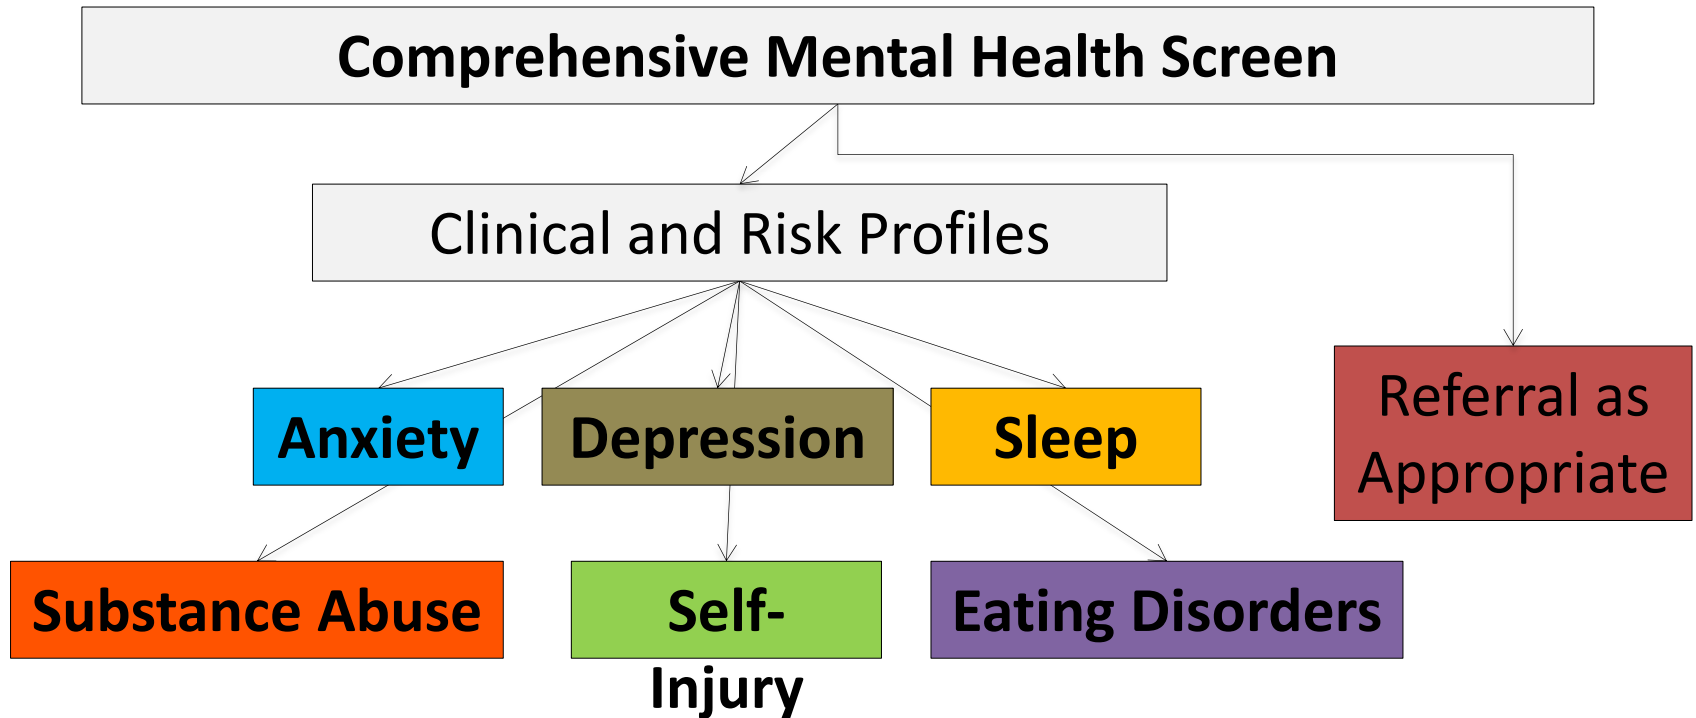 Comprehensive Mental Health Screen
Clinical and Risk Profiles
Anxiety
Depression
Sleep
Referral as
Appropriate
Substance Abuse
Self-
Injury
Eating Disorders